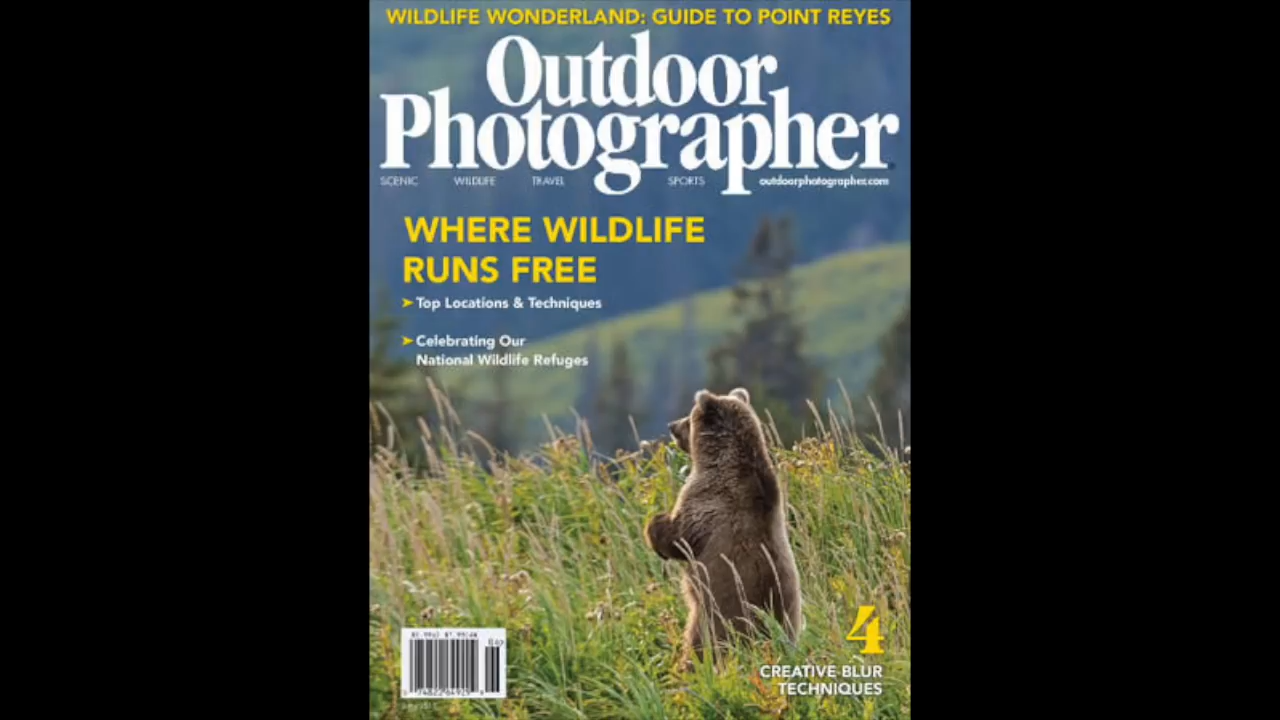 WILDLIFE WONDERLAND: GUIDE TO POINT REYES
Outdoor
Photographer
SCENIC WILDLIFE TRAVEL SPORTS outdoorphotographer.com
WHERE WILDLIFE
RUNS FREE
➤ Top Locations & Techniques
➤ Celebrating Our
National Wildlife Refuges
4
CREATIVE BLUR
TECHNIQUES